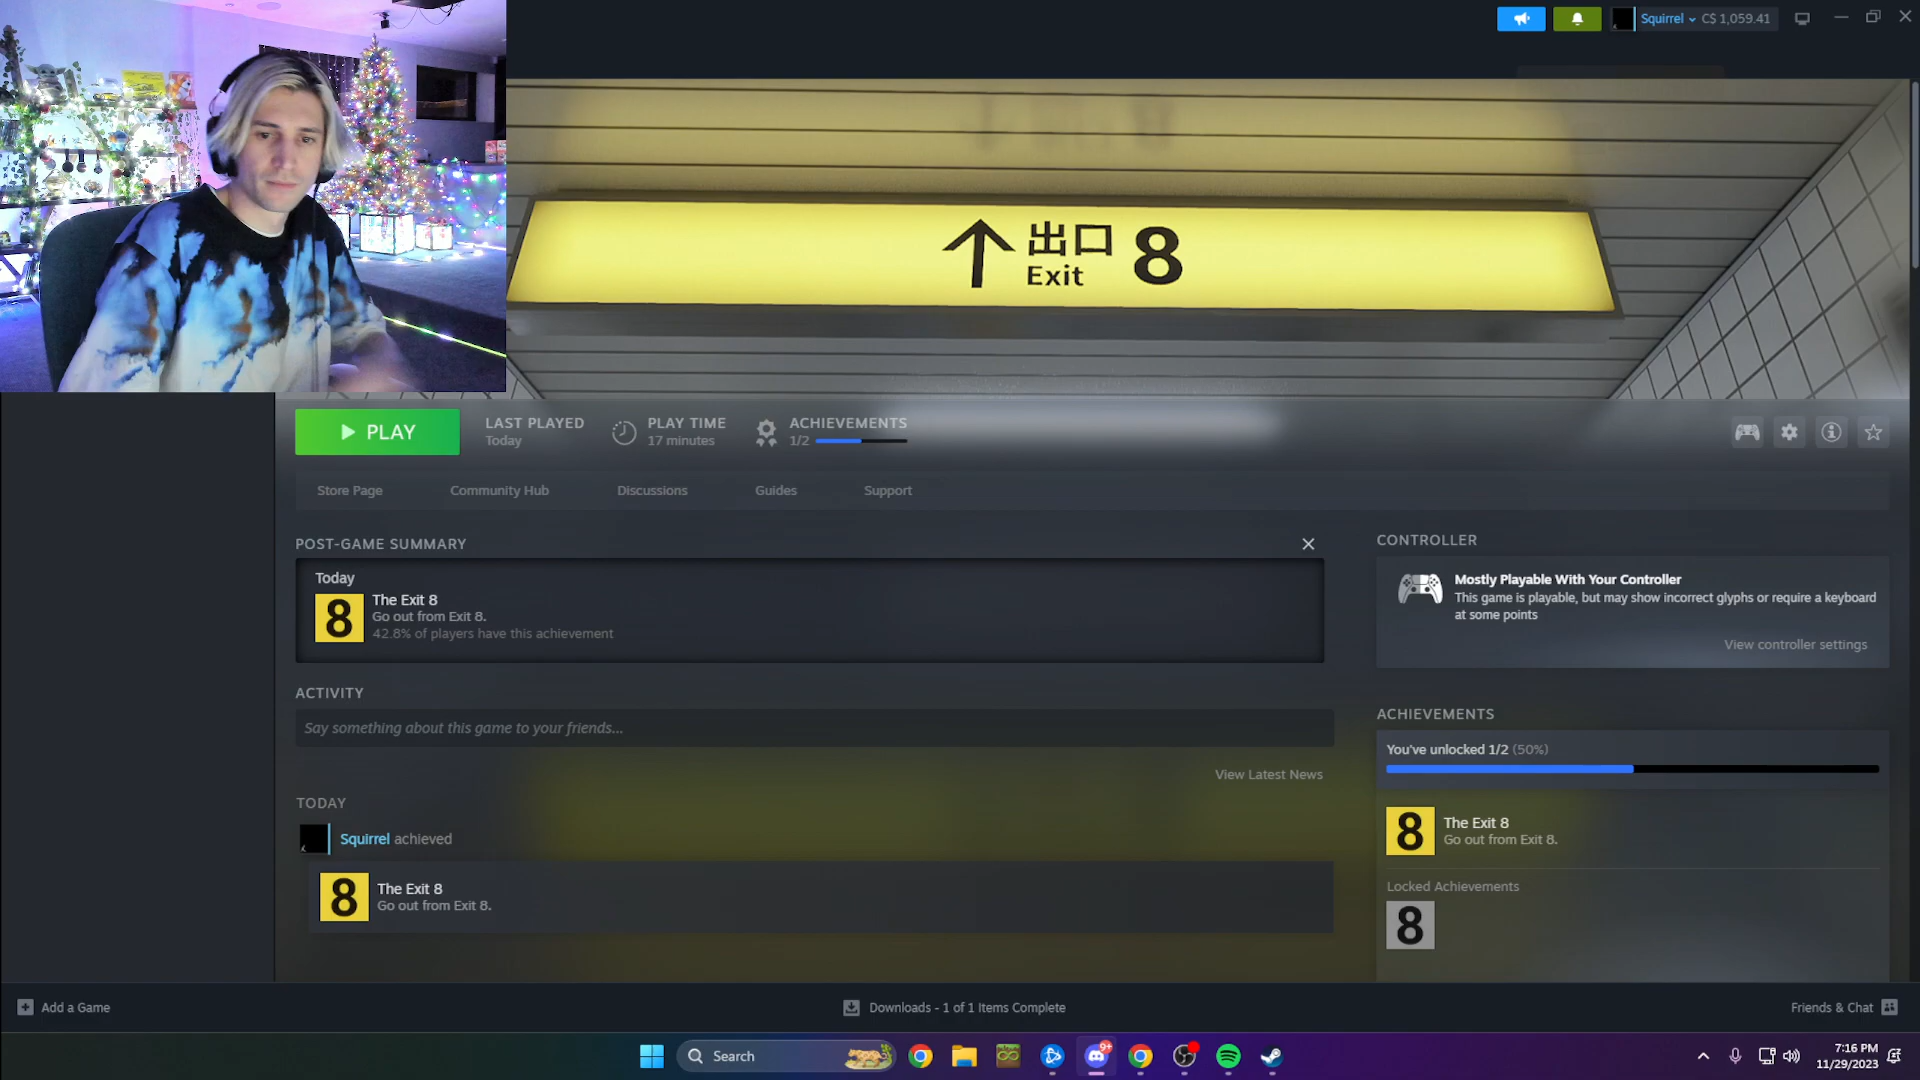 Squirrel C$ 1,059.41
↑ 出口 8
Exit
PLAY
LAST PLAYED
Today
PLAY TIME
17 minutes
ACHIEVEMENTS
1/2
Store Page
Community Hub
Discussions
Guides
Support
POST-GAME SUMMARY
Today
8
The Exit 8
Go out from Exit 8.
42.8% of players have this achievement
ACTIVITY
Say something about this game to your friends...
View Latest News
TODAY
Squirrel achieved
8
The Exit 8
Go out from Exit 8.
CONTROLLER
Mostly Playable With Your Controller
This game is playable, but may show incorrect glyphs or require a keyboard
at some points
View controller settings
ACHIEVEMENTS
You've unlocked 1/2 (50%)
8
The Exit 8
Go out from Exit 8.
Locked Achievements
8
Add a Game
Downloads - 1 of 1 Items Complete
Friends & Chat
Search
9+
7:16 PM
11/29/2023